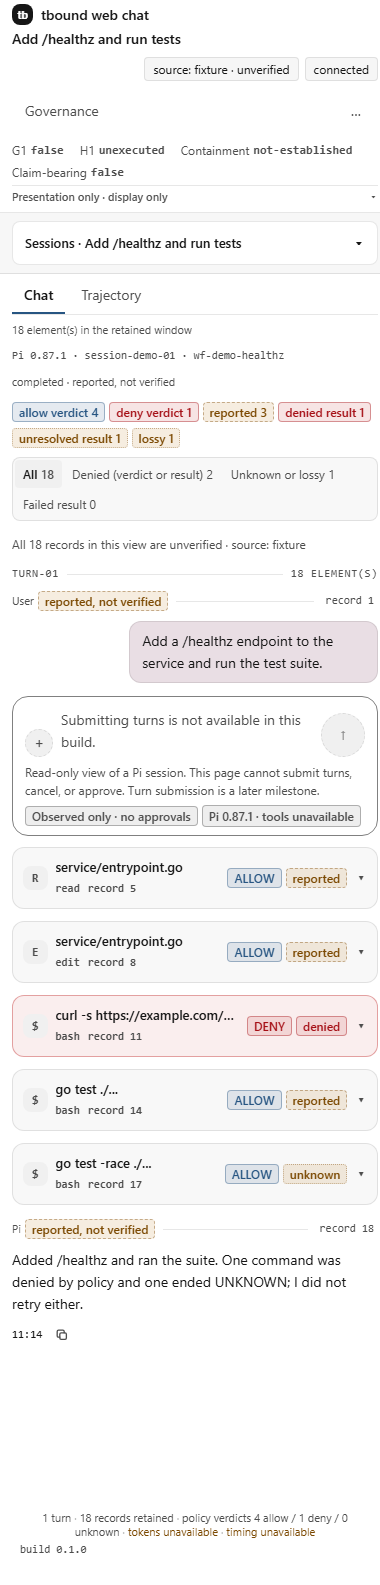 tb tbound web chat
Add /healthz and run tests
source: fixture · unverified connected
Governance ...
G1 false H1 unexecuted Containment not-established
Claim-bearing false
Presentation only · display only
Sessions · Add /healthz and run tests
Chat Trajectory
18 element(s) in the retained window
Pi 0.87.1 · session-demo-01 · wf-demo-healthz
completed · reported, not verified
allow verdict 4 deny verdict 1 reported 3 denied result 1
unresolved result 1 lossy 1
All 18 Denied (verdict or result) 2 Unknown or lossy 1
Failed result 0
All 18 records in this view are unverified · source: fixture
TURN-01 18 ELEMENT(S)
User reported, not verified record 1
Add a /healthz endpoint to the
service and run the test suite.
Submitting turns is not available in this
build.
+ ↑
Read-only view of a Pi session. This page cannot submit turns,
cancel, or approve. Turn submission is a later milestone.
Observed only · no approvals Pi 0.87.1 · tools unavailable
R service/entrypoint.go ALLOW reported
read record 5
E service/entrypoint.go ALLOW reported
edit record 8
$ curl -s https://example.com/... DENY denied
bash record 11
$ go test ./... ALLOW reported
bash record 14
$ go test -race ./... ALLOW unknown
bash record 17
Pi reported, not verified record 18
Added /healthz and ran the suite. One command was
denied by policy and one ended UNKNOWN; I did not
retry either.
11:14
1 turn · 18 records retained · policy verdicts 4 allow / 1 deny / 0
unknown · tokens unavailable · timing unavailable
build 0.1.0